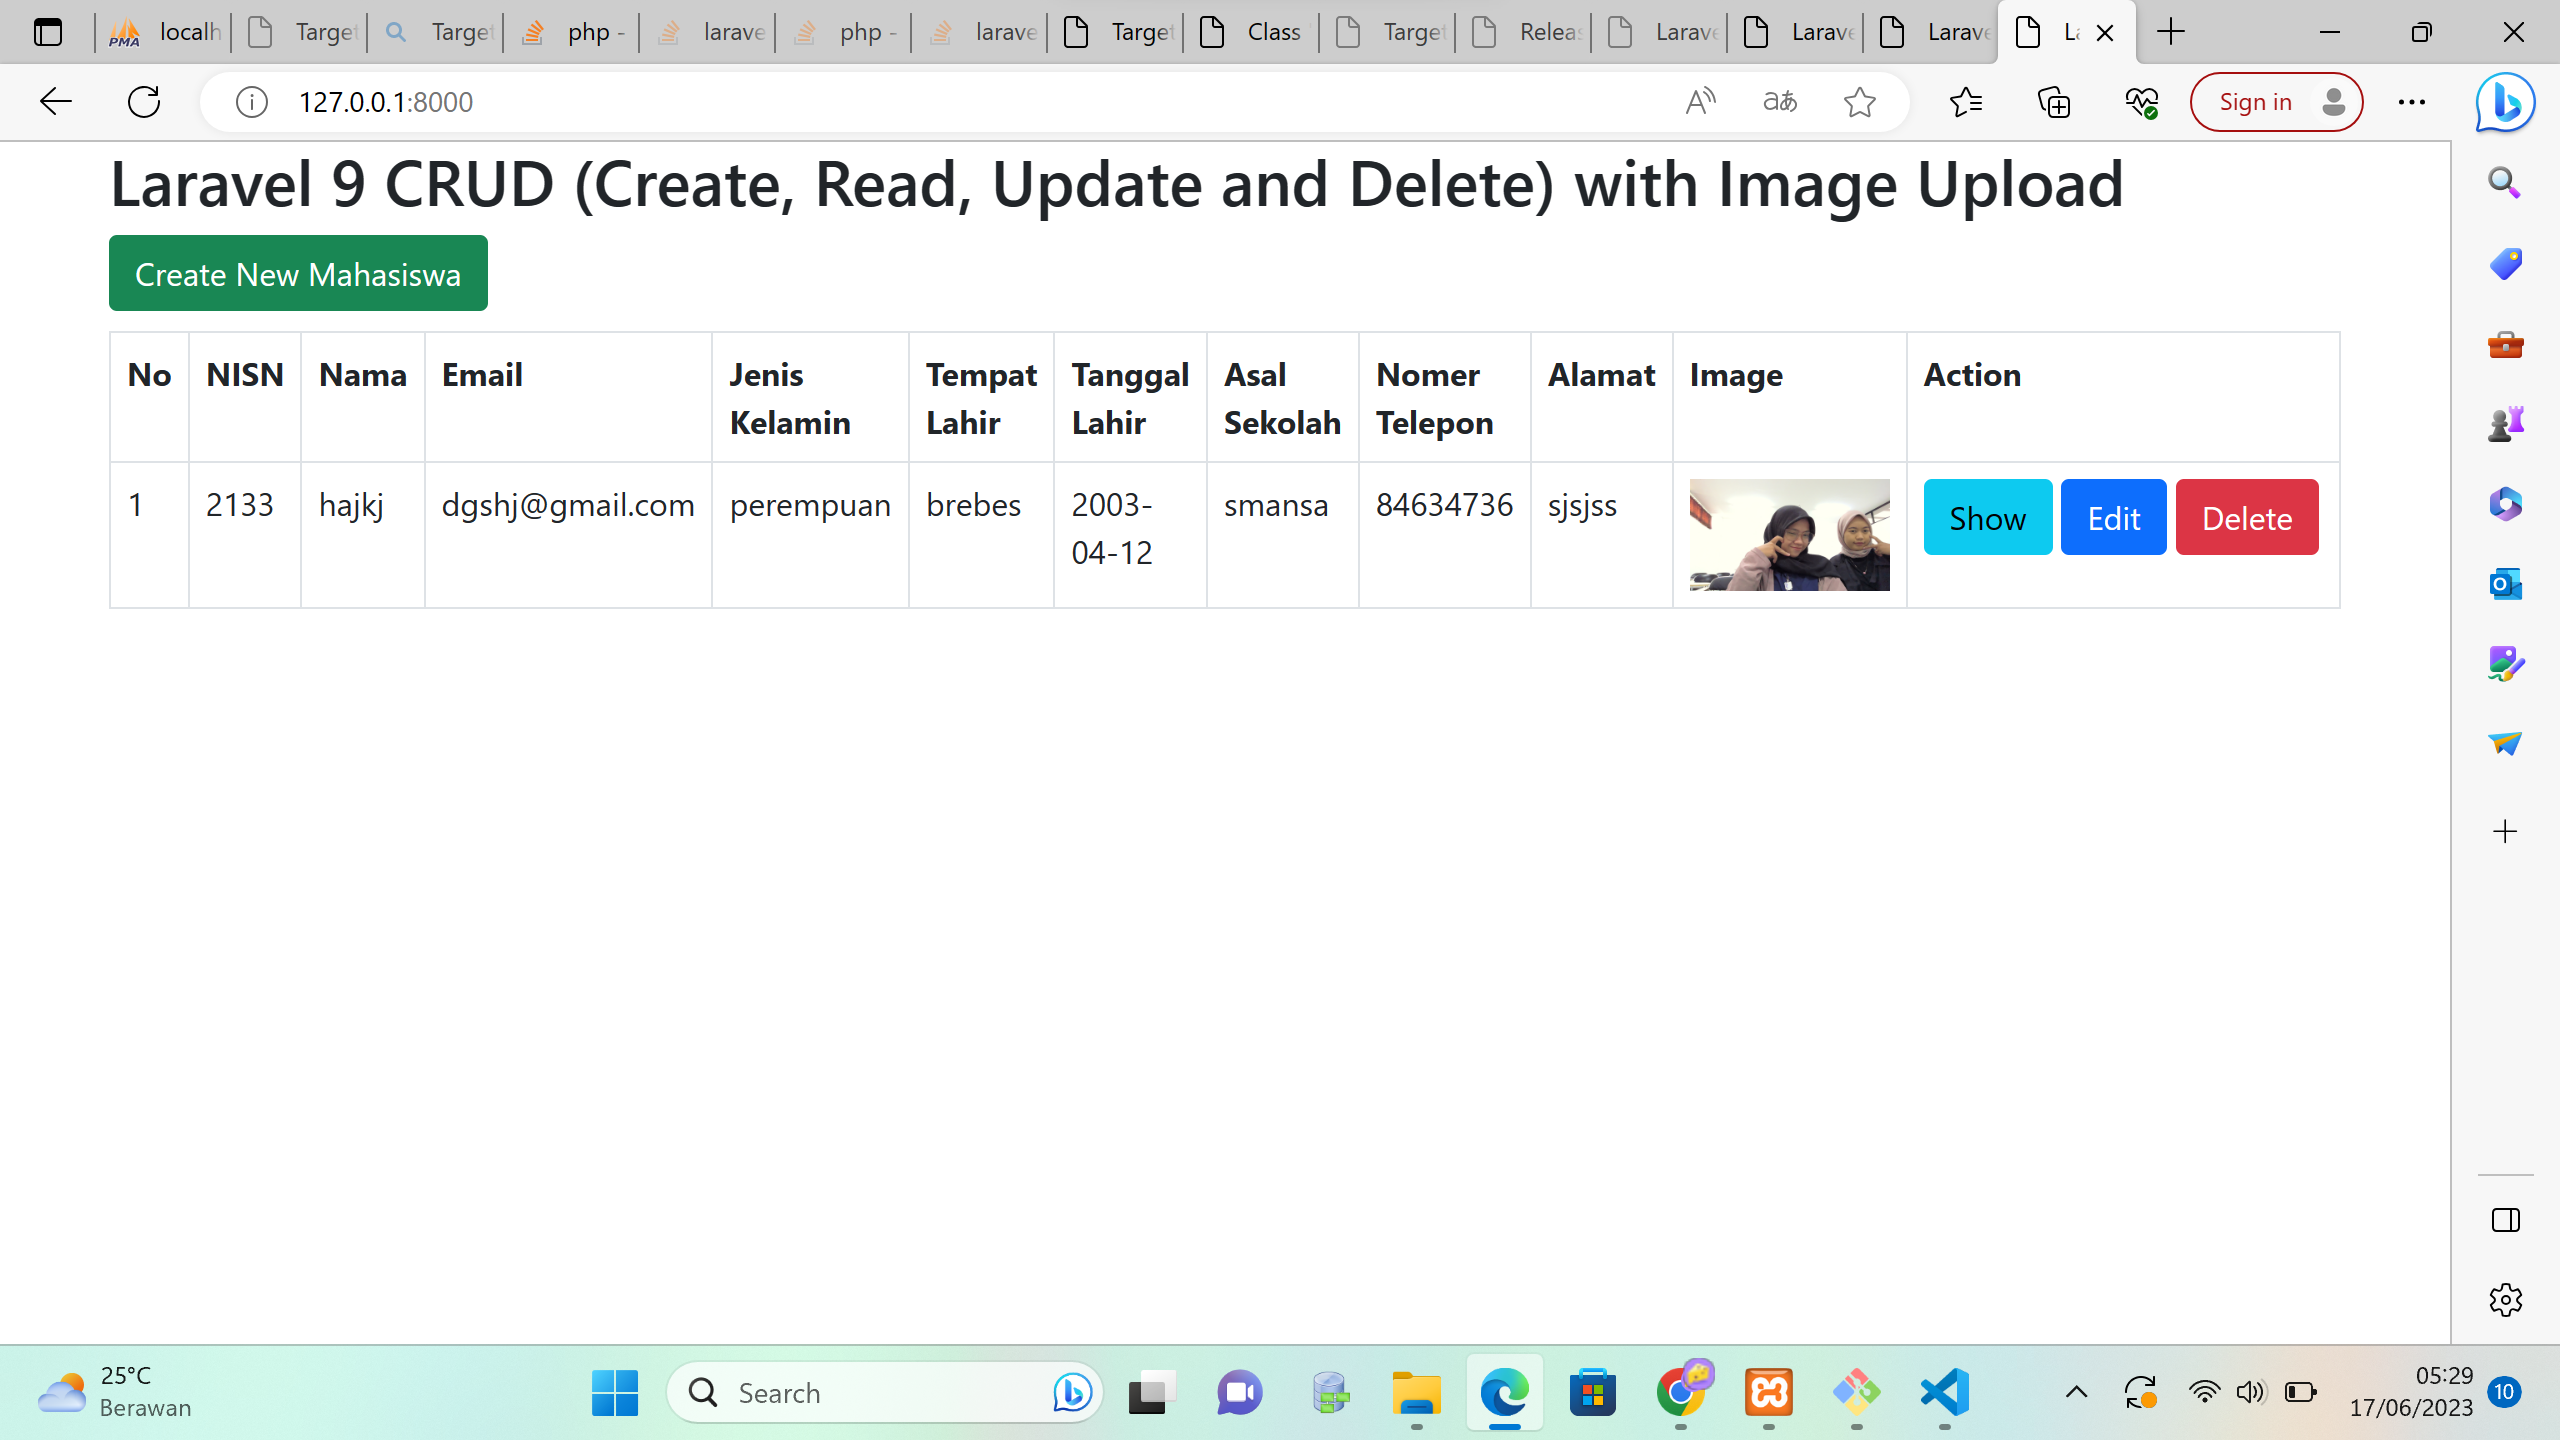 localh
Target
Target
php -
larave
php -
larave
Target
Class
Target
Releas
Larave
Larave
Larave
La
127.0.0.1:8000
Sign in
Laravel 9 CRUD (Create, Read, Update and Delete) with Image Upload
Create New Mahasiswa
No NISN Nama Email Jenis Kelamin Tempat Lahir Tanggal Lahir Asal Sekolah Nomer Telepon Alamat Image Action
1 2133 hajkj dgshj@gmail.com perempuan brebes 2003-04-12 smansa 84634736 sjsjss Show Edit Delete
25°C
Berawan
Search
05:29
17/06/2023
10